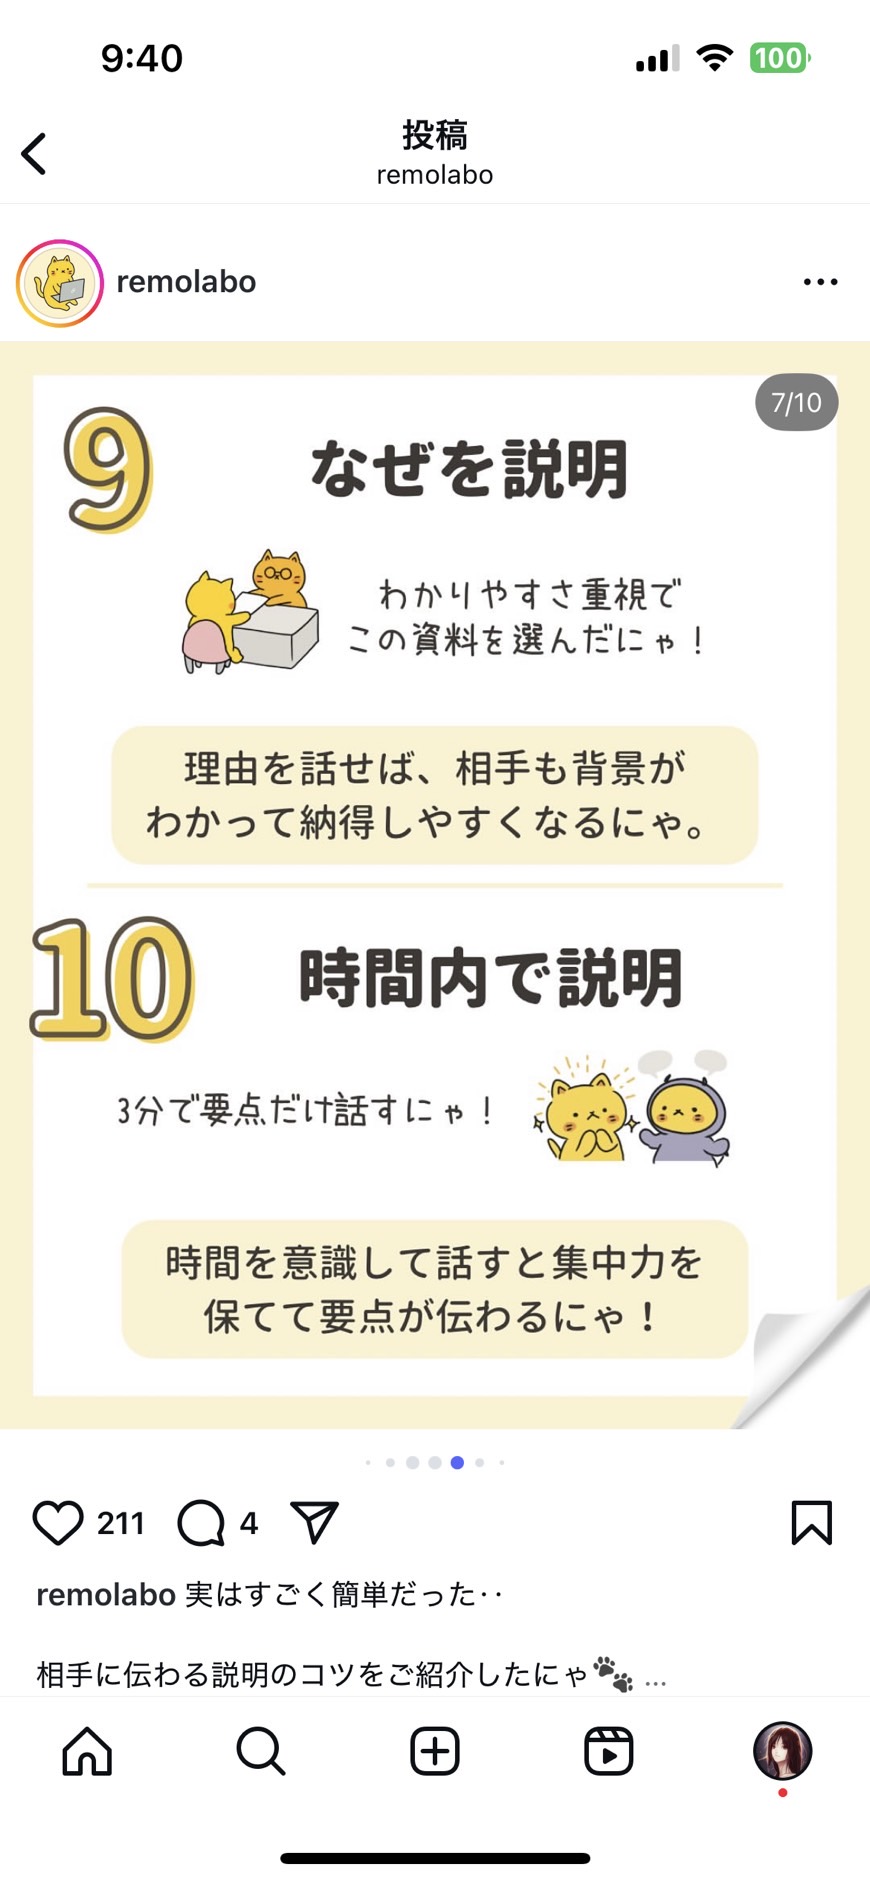 9:40
100
投稿
remolabo
remolabo
7/10
9
なぜを説明
わかりやすさ重視で
この資料を選んだにゃ！
理由を話せば、相手も背景が
わかって納得しやすくなるにゃ。
10
時間内で説明
3分で要点だけ話すにゃ！
時間を意識して話すと集中力を
保てて要点が伝わるにゃ！
211
4
remolabo 実はすごく簡単だった‥
相手に伝わる説明のコツをご紹介したにゃ🐾 ...